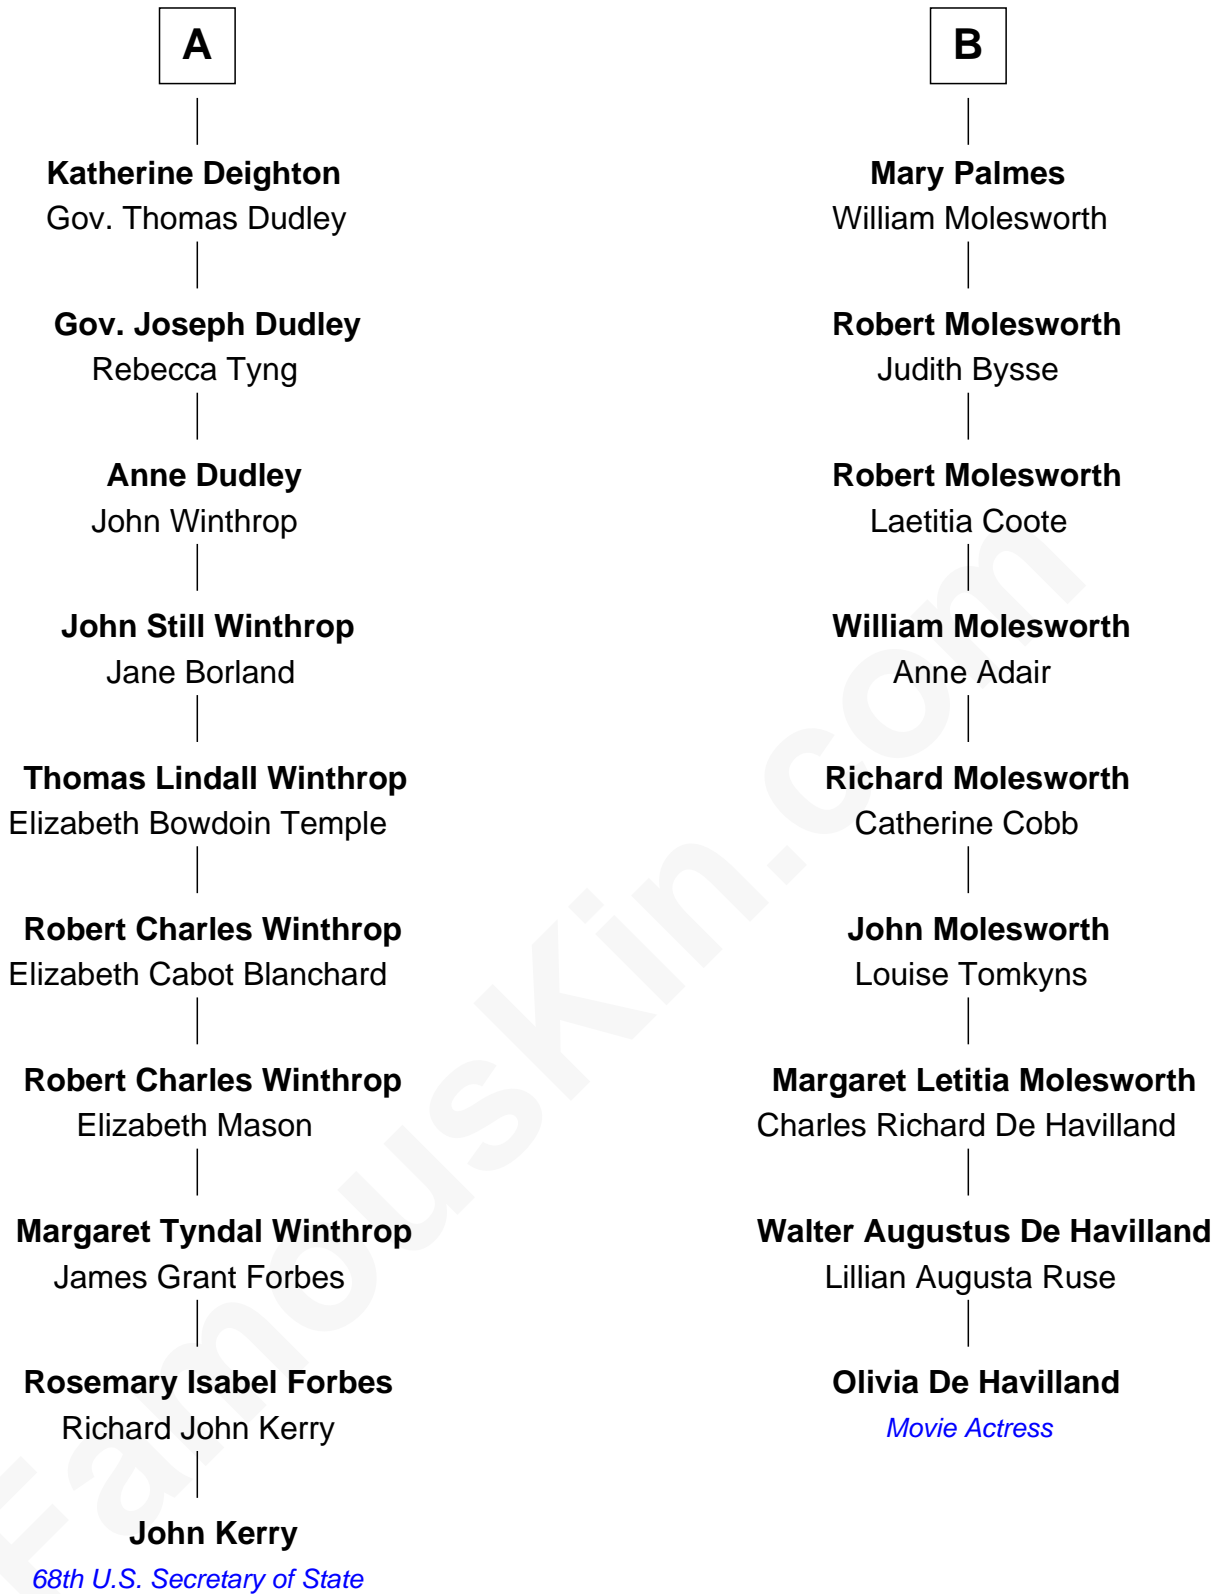 A
Katherine Deighton
Gov. Thomas Dudley
Gov. Joseph Dudley
Rebecca Tyng
Anne Dudley
John Winthrop
John Still Winthrop
Jane Borland
Thomas Lindall Winthrop
Elizabeth Bowdoin Temple
Robert Charles Winthrop
Elizabeth Cabot Blanchard
Robert Charles Winthrop
Elizabeth Mason
Margaret Tyndal Winthrop
James Grant Forbes
Rosemary Isabel Forbes
Richard John Kerry
John Kerry
68th U.S. Secretary of State
B
Mary Palmes
William Molesworth
Robert Molesworth
Judith Bysse
Robert Molesworth
Laetitia Coote
William Molesworth
Anne Adair
Richard Molesworth
Catherine Cobb
John Molesworth
Louise Tomkyns
Margaret Letitia Molesworth
Charles Richard De Havilland
Walter Augustus De Havilland
Lillian Augusta Ruse
Olivia De Havilland
Movie Actress
FamousKin.com